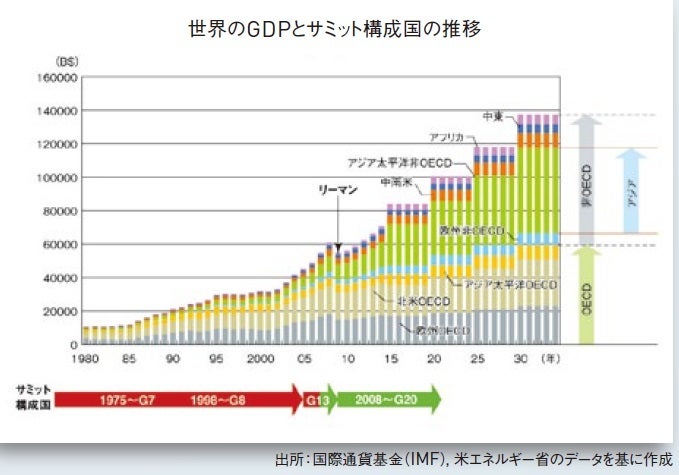 世界のGDPとサミット構成国の推移
(B$)
160000
140000
120000
100000
80000
60000
40000
20000
0
中東
アフリカ
アジア太平洋非OECD
中南米
リーマン
欧州非OECD
アジア太平洋OECD
北米OECD
欧州OECD
非OECD
アジア
OECD
1980 85 90 95 2000 05 10 15 20 25 30 (年)
サミット
構成国
1975〜G7 1998〜G8 G13 2008〜G20
出所：国際通貨基金(IMF), 米エネルギー省のデータを基に作成